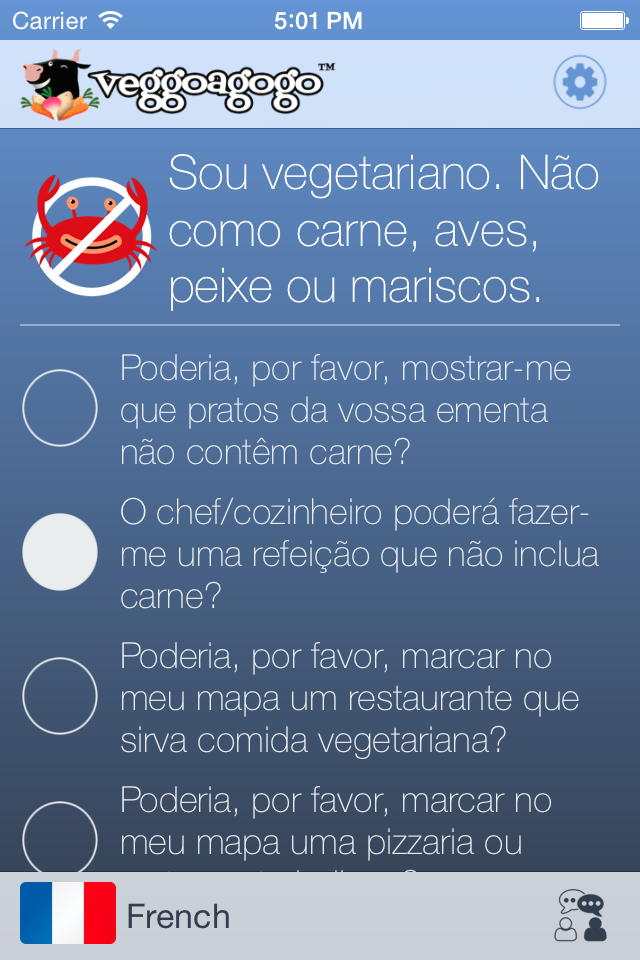 Carrier
5:01 PM
veggoagogo™
Sou vegetariano. Não
como carne, aves,
peixe ou mariscos.
Poderia, por favor, mostrar-me
que pratos da vossa ementa
não contêm carne?
O chef/cozinheiro poderá fazer-
me uma refeição que não inclua
carne?
Poderia, por favor, marcar no
meu mapa um restaurante que
sirva comida vegetariana?
Poderia, por favor, marcar no
meu mapa uma pizzaria ou
French